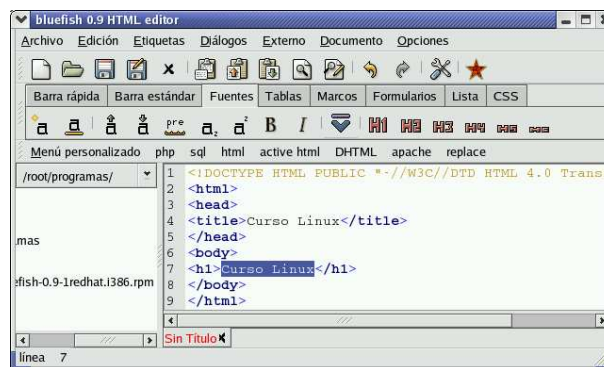 bluefish 0.9 HTML editor
Archivo Edición Etiquetas Diálogos Externo Documento Opciones
Barra rápida Barra estándar Fuentes Tablas Marcos Formularios Lista CSS
a a a a pre a, a B I H1 H2 H3 H4 H5 H6
Menú personalizado php sql html active html DHTML apache replace
/root/programas/
mas
efish-0.9-1redhat.i386.rpm
1 <!DOCTYPE HTML PUBLIC "-//W3C//DTD HTML 4.0 Trans
2 <html>
3 <head>
4 <title>Curso Linux</title>
5 </head>
6 <body>
7 <h1>Curso Linux</h1>
8 </body>
9 </html>
Sin Título
línea 7